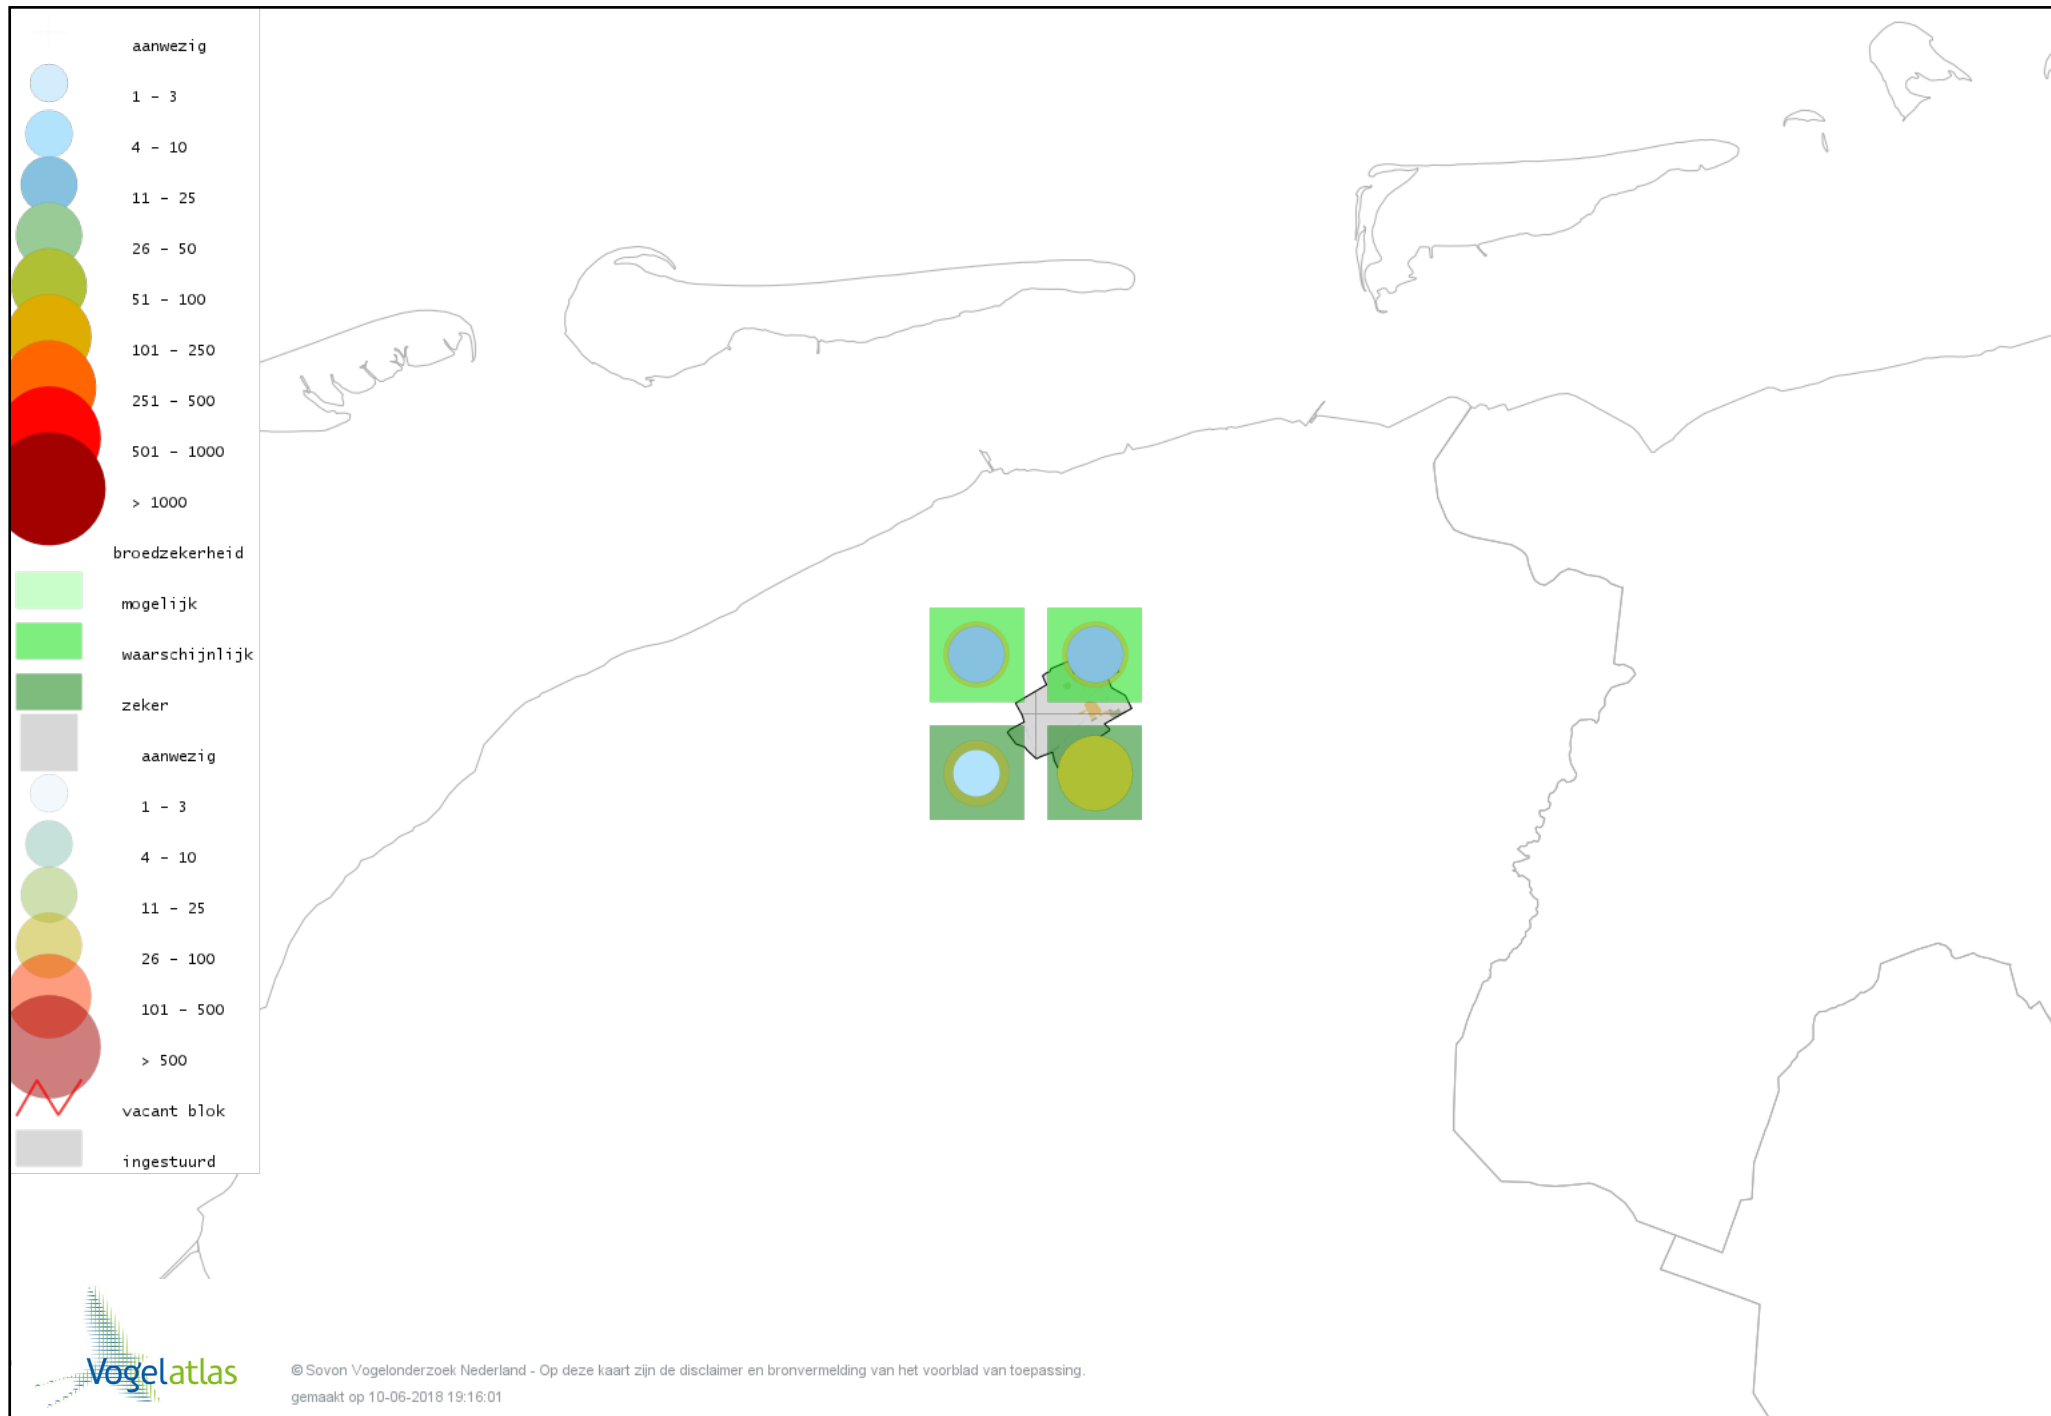 aanwezig
1 - 3
4 - 10
11 - 25
26 - 50
51 - 100
101 - 250
251 - 500
501 - 1000
> 1000
broedzekerheid
mogelijk
waarschijnlijk
zeker
aanwezig
1 - 3
4 - 10
11 - 25
26 - 100
101 - 500
> 500
vacant blok
ingestuurd
Vogelatlas
© Sovon Vogelonderzoek Nederland - Op deze kaart zijn de disclaimer en bronvermelding van het voorblad van toepassing.
gemaakt op 10-06-2018 19:16:01